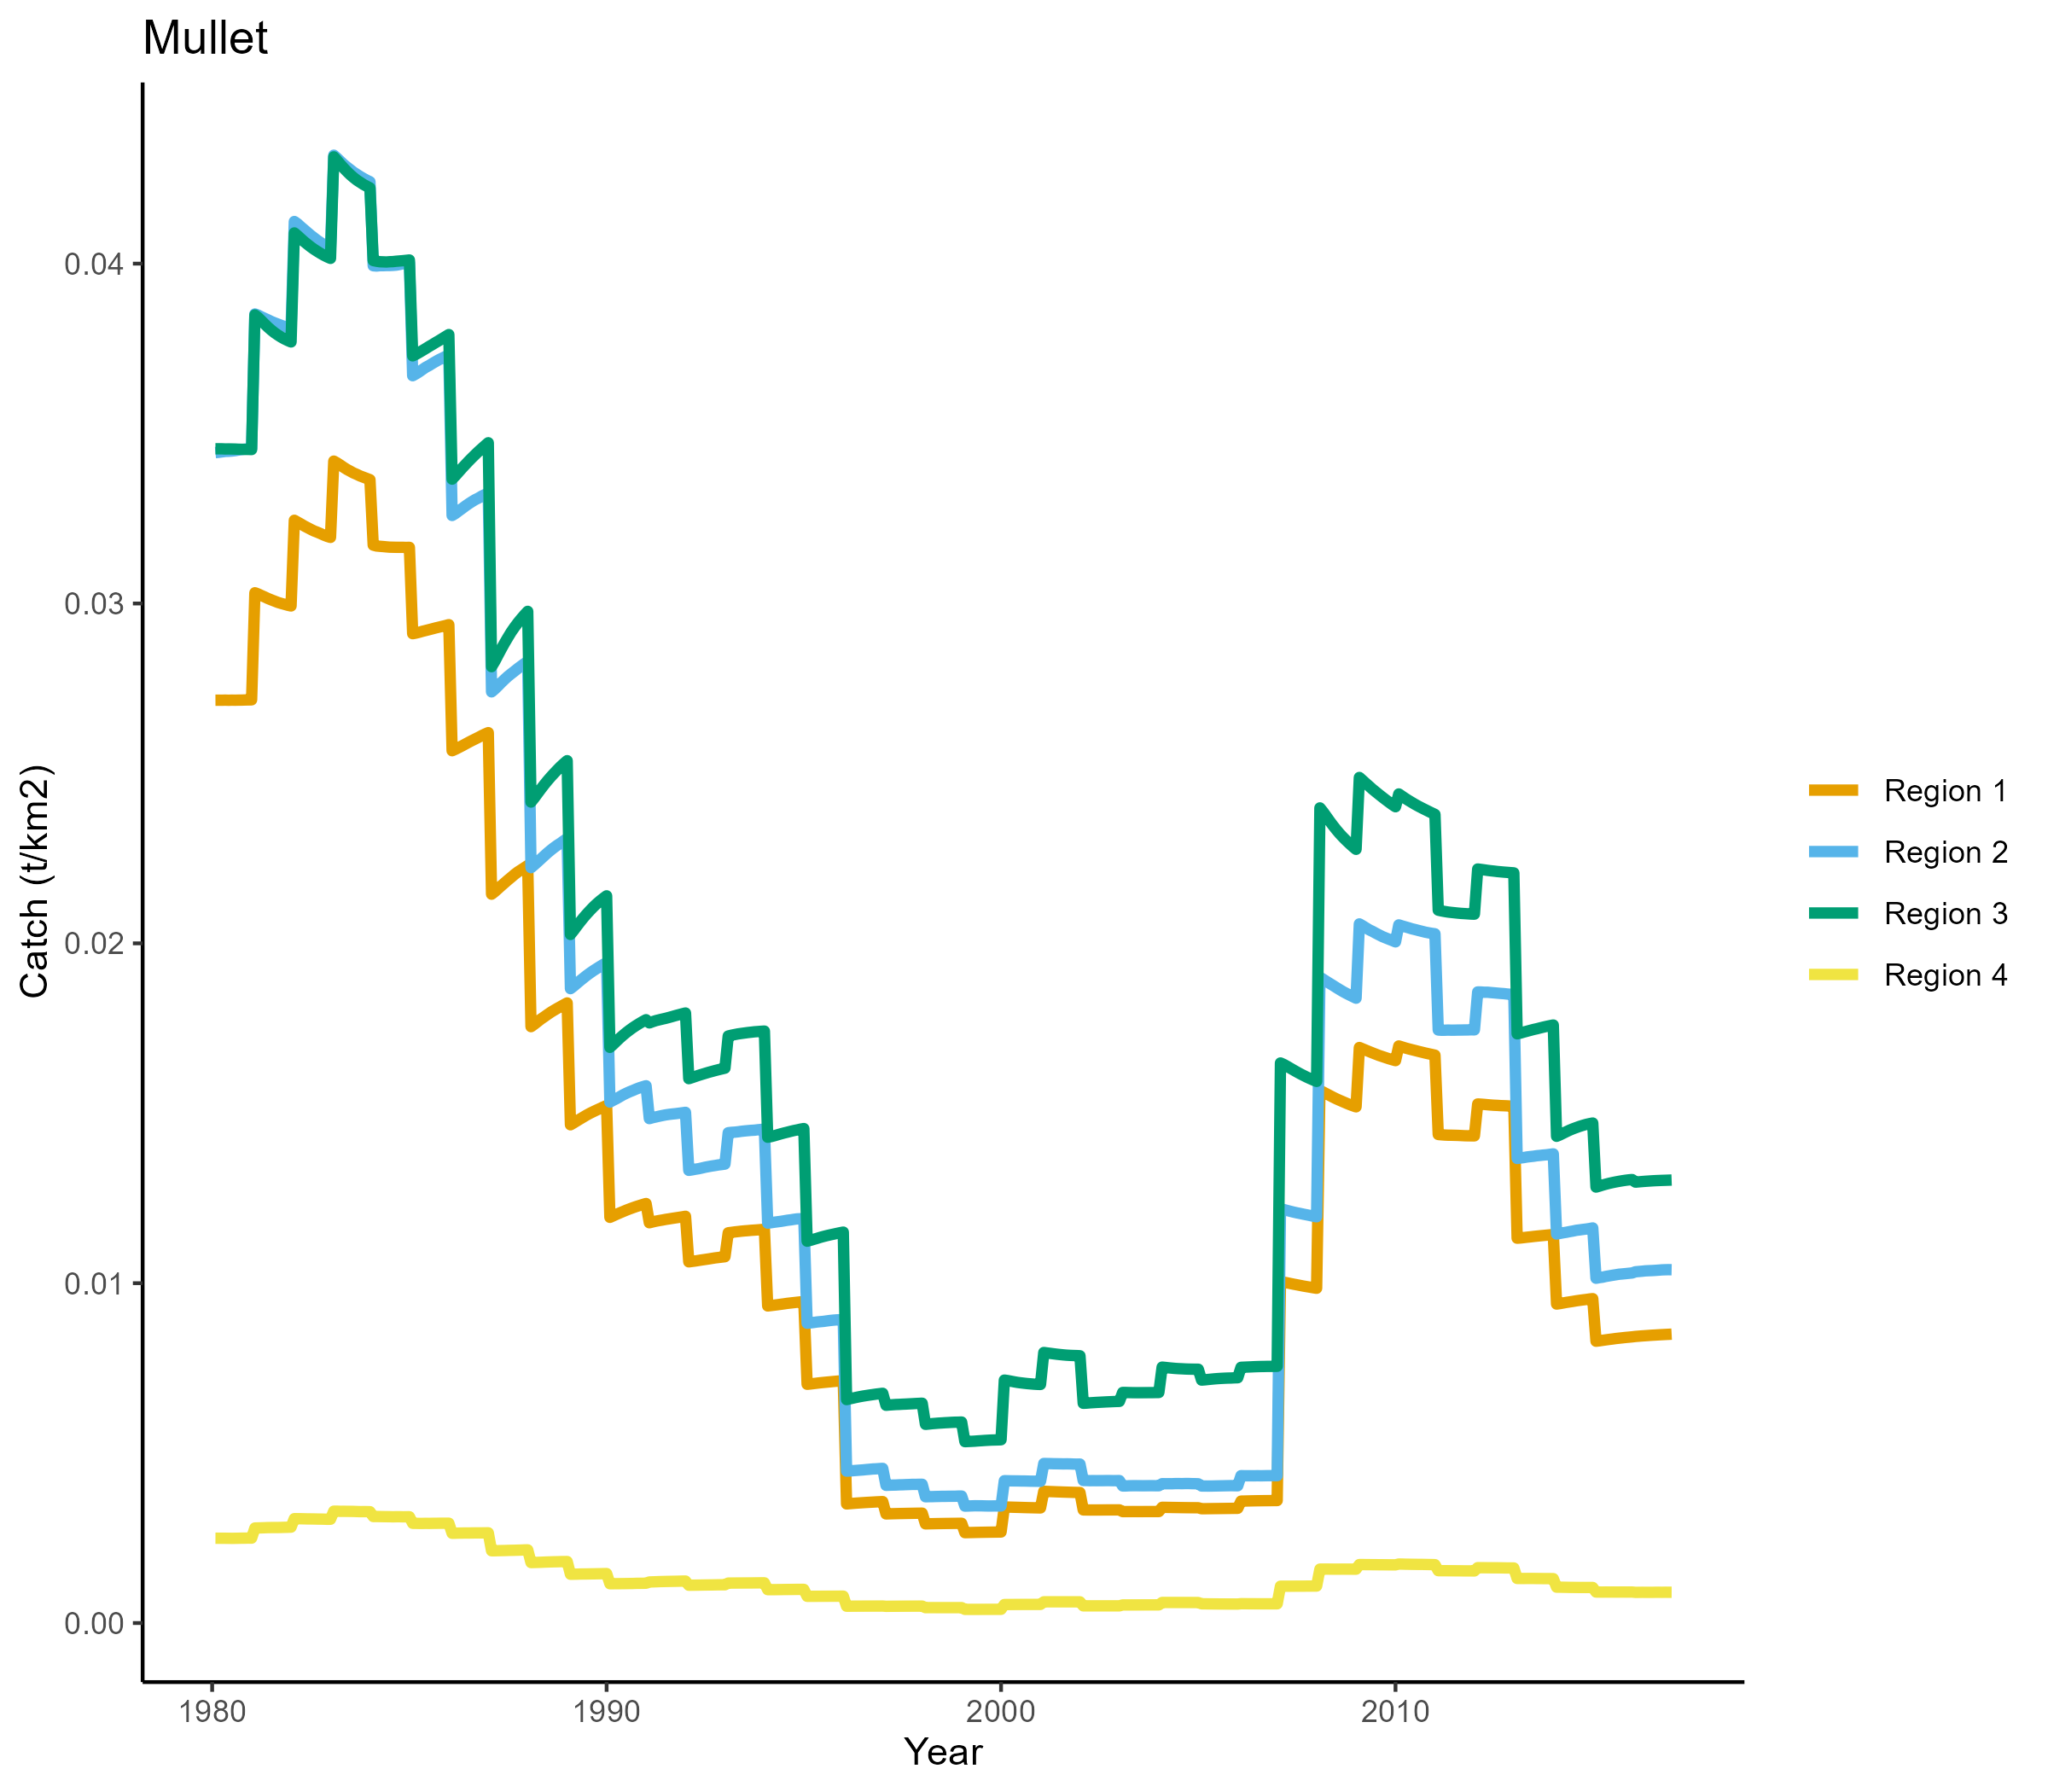 Mullet
Catch (t/km2)
0.04
0.03
0.02
0.01
0.00
1980 1990 2000 2010
Year
Region 1
Region 2
Region 3
Region 4